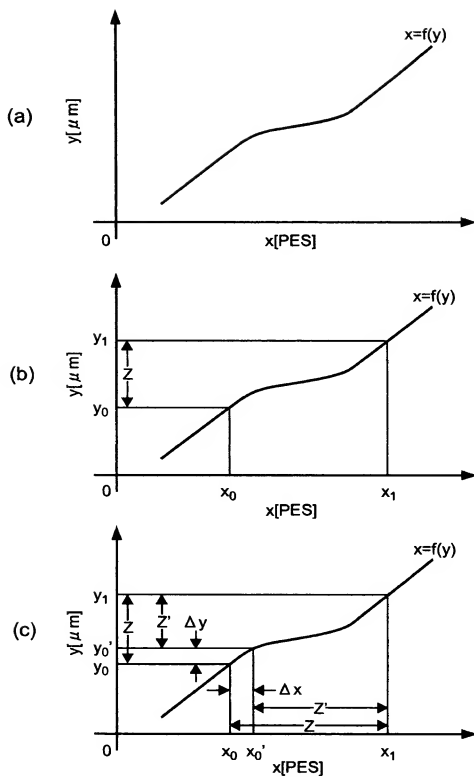 (a)
y[μm]
x=f(y)
0
x[PES]
(b)
y[μm]
x=f(y)
y₁
Z
y₀
0
x₀
x₁
x[PES]
(c)
y[μm]
x=f(y)
y₁
Z
Z'
Δy
y₀'
y₀
Δx
Z'
Z
0
x₀
x₀'
x₁
x[PES]